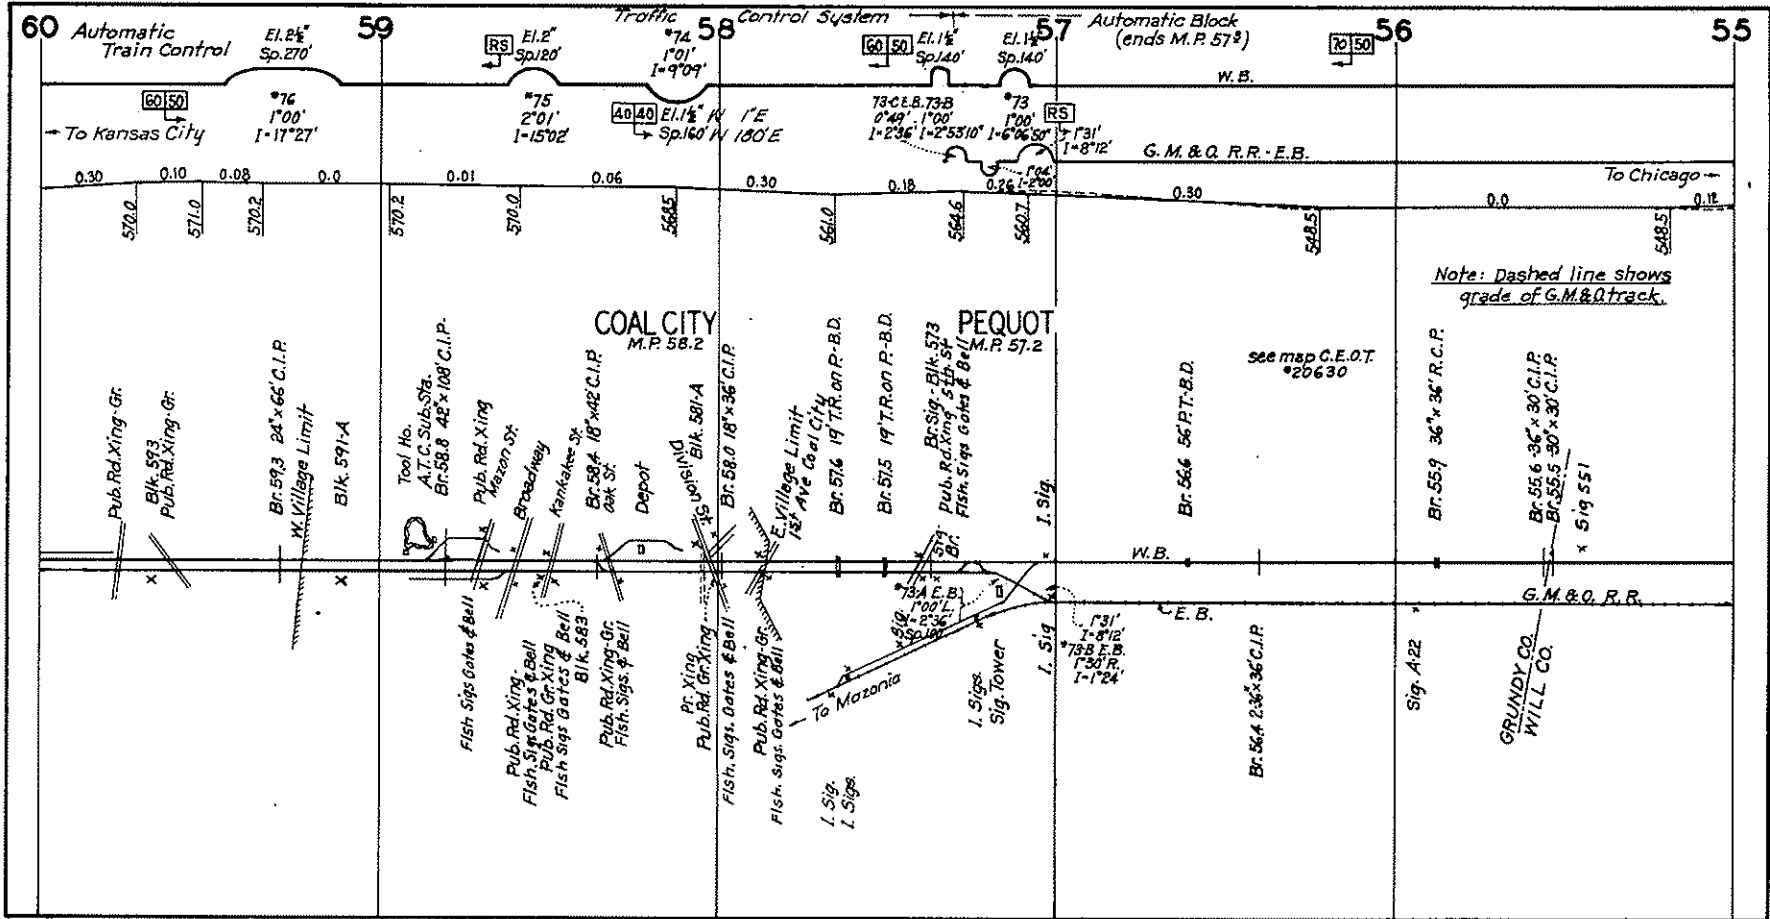 60
59
58
57
56
55
Automatic
Train Control
El. 2½"
Sp. 270'
RS
El. 2"
Sp. 120'
Traffic Control System
#74
1°01'
I=9°09'
60 50
El. 1½"
Sp. 140'
El. 1½"
Sp. 140'
Automatic Block
(ends M.P. 57²)
70 50
W.B.
60 50
#76
1°00'
I=17°27'
#75
2°01'
I=15°02'
40 40
El. 1½" W 1"E
Sp. 160' W 180'E
73-C E.B.
0°49'
I=2°36'
73-B
1°00'
I=2°53'10"
#73
1°00'
I=6°06'50"
RS
1°31'
I=8°12'
← To Kansas City
G.M. & O. R.R. - E.B.
1°04'
I=2°00'
To Chicago →
0.30
0.10
0.08
0.0
0.01
0.06
0.30
0.18
0.26
0.30
0.0
0.12
570.0
571.0
570.2
570.2
570.0
568.5
561.0
564.6
560.7
548.5
548.5
Note: Dashed line shows
grade of G.M.&O. track.
COAL CITY
M.P. 58.2
PEQUOT
M.P. 57.2
see map C.E.O.T.
#20630
Pub. Rd. Xing-Gr.
Blk. 593
Pub. Rd. Xing-Gr.
Br. 59.3 24"x66' C.I.P.
W. Village Limit
Blk. 591-A
Tool Ho.
A.T.C. Sub. Sta.
Br. 58.8 42"x108' C.I.P.
Pub. Rd. Xing
Mazon St.
Broadway
Kankakee St.
Br. 58.4 18"x42' C.I.P.
Oak St.
Depot
Division St.
Blk. 581-A
Br. 58.0 18"x36' C.I.P.
E. Village Limit
1st Ave Coal City
Br. 57.6 19' T.R. on P.-B.D.
Br. 57.5 19' T.R. on P.-B.D.
Br. Sig. - Blk. 573
Pub. Rd. Xing 5th. St
Flsh. Sigs Gates & Bell
Sig.
Br.
I. Sig.
Br. 56.6 56' P.T.-B.D.
Br. 55.9 36"x36' R.C.P.
Br. 55.6 36"x30' C.I.P.
Br. 55.5 30"x30' C.I.P.
Sig 551
W.B.
G.M. & O. R.R.
E.B.
Flsh Sigs Gates & Bell
Pub. Rd. Xing-
Flsh. Sigs Gates & Bell
Pub. Rd. Gr. Xing
Flsh Sigs Gates & Bell
Blk. 583
Pub. Rd. Xing-Gr.
Flsh. Sigs. & Bell
Pr. Xing
Pub. Rd. Gr. Xing
Flsh. Sigs. Gates & Bell
Pub. Rd. Xing-Gr.
Flsh. Sigs. Gates & Bell
I. Sig.
I. Sigs.
Sig.
#73-A E.B.
1°00' L.
I=2°36'
Sp. 100'
← To Mazonia
I. Sigs.
Sig. Tower
I. Sig
1°31'
I=8°12'
#73-B E.B.
1°30' R.
I=1°24'
Br. 56.4 2-36"x36' C.I.P.
Sig. A-22
GRUNDY CO.
WILL CO.